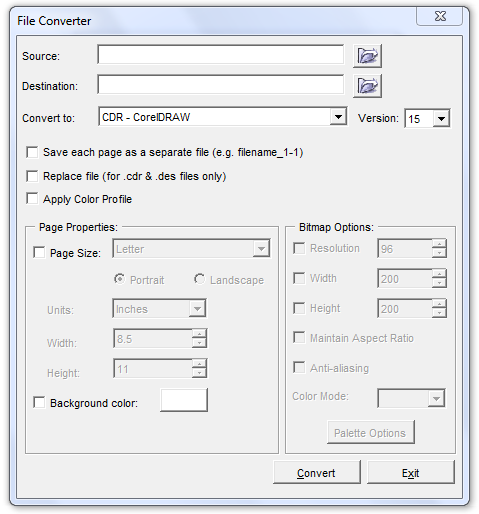 File Converter
Source:
Destination:
Convert to: CDR - CorelDRAW Version: 15
Save each page as a separate file (e.g. filename_1-1)
Replace file (for .cdr & .des files only)
Apply Color Profile
Page Properties:
Page Size: Letter
Portrait Landscape
Units: Inches
Width: 8.5
Height: 11
Background color:
Bitmap Options:
Resolution 96
Width 200
Height 200
Maintain Aspect Ratio
Anti-aliasing
Color Mode:
Palette Options
Convert Exit